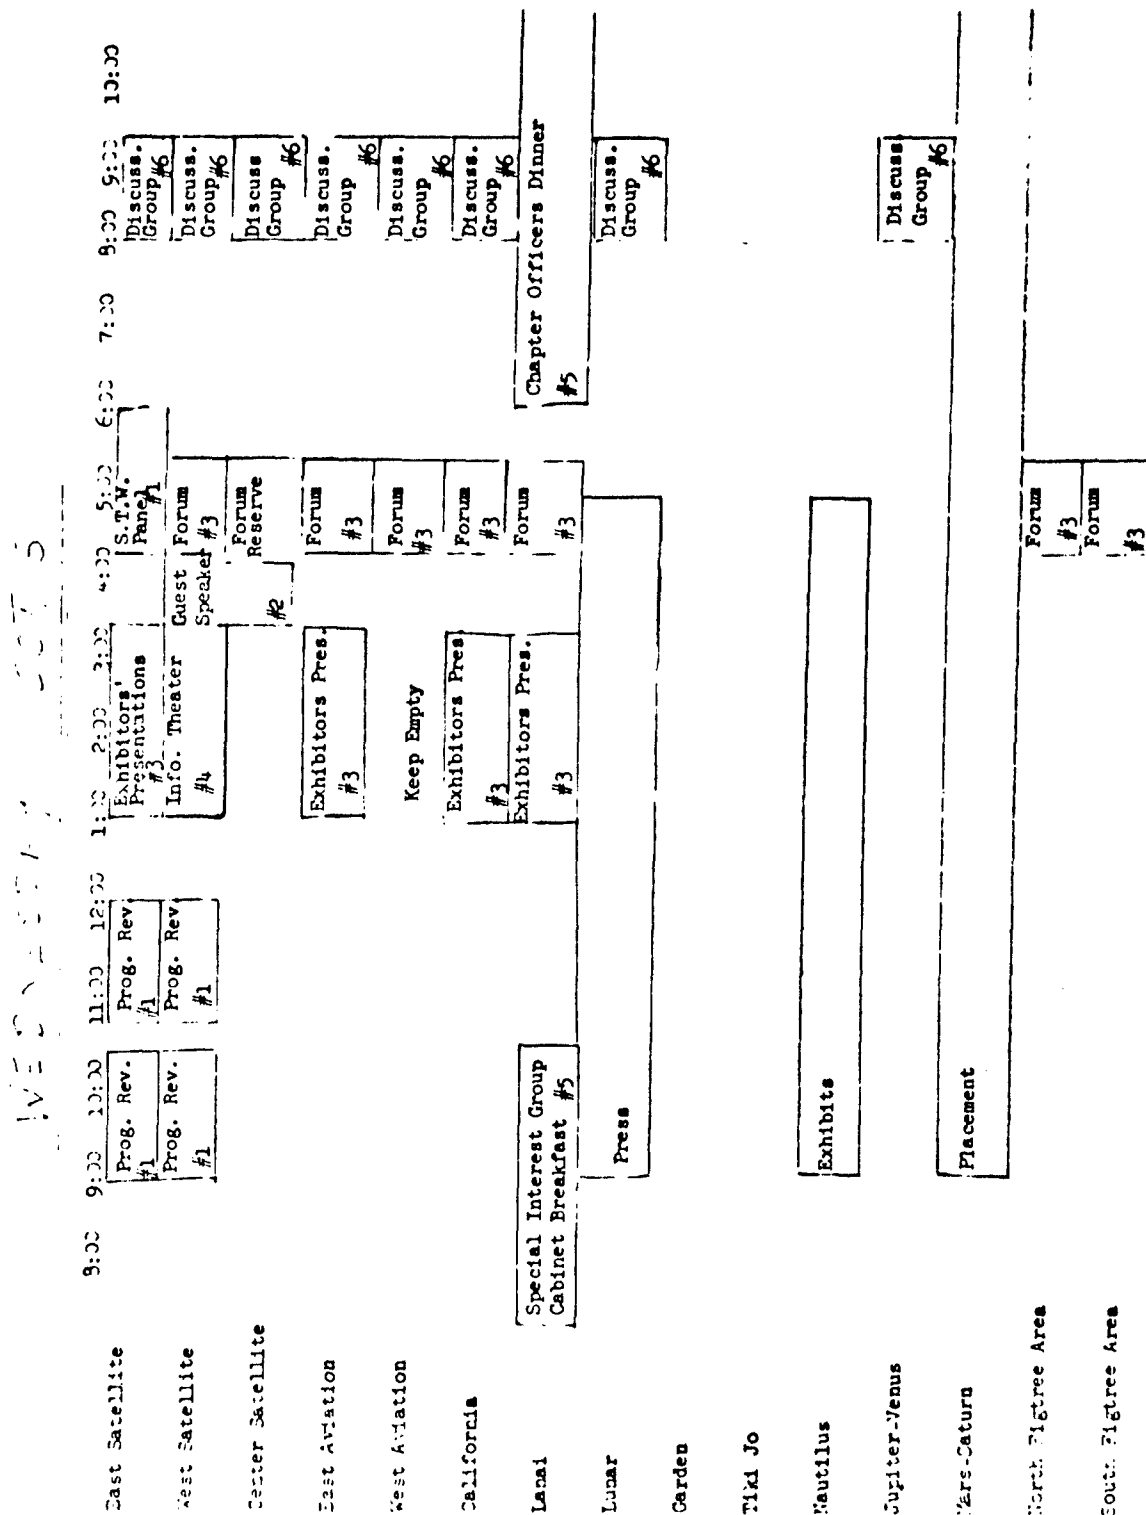 WEDNESDAY OCT 5
8:00 9:00 10:00 11:00 12:00 1:00 2:00 3:00 4:00 5:00 6:00 7:00 8:00 9:00 10:00
East Satellite
Prog. Rev.
#1
Prog. Rev.
#1
Exhibitors'
Presentations
#3
S.T.W.
Panel #1
Discuss.
Group #6
West Satellite
Prog. Rev.
#1
Prog. Rev.
#1
Info. Theater
#4
Guest
Speaker
#2
Forum
#3
Discuss.
Group #6
Center Satellite
Forum
Reserve
Discuss
Group #6
East Aviation
Exhibitors Pres.
#3
Forum
#3
Discuss.
Group #6
West Aviation
Keep Empty
Forum
#3
Discuss.
Group #6
California
Exhibitors Pres.
#3
Forum
#3
Discuss.
Group #6
Lanai
Special Interest Group
Cabinet Breakfast #5
Exhibitors Pres.
#3
Forum
#3
Chapter Officers Dinner
#5
Lunar
Press
Discuss.
Group #6
Garden
Tiki Jo
Nautilus
Exhibits
Jupiter-Venus
Discuss.
Group #6
Mars-Saturn
Placement
North Figtree Area
Forum
#3
South Figtree Area
Forum
#3